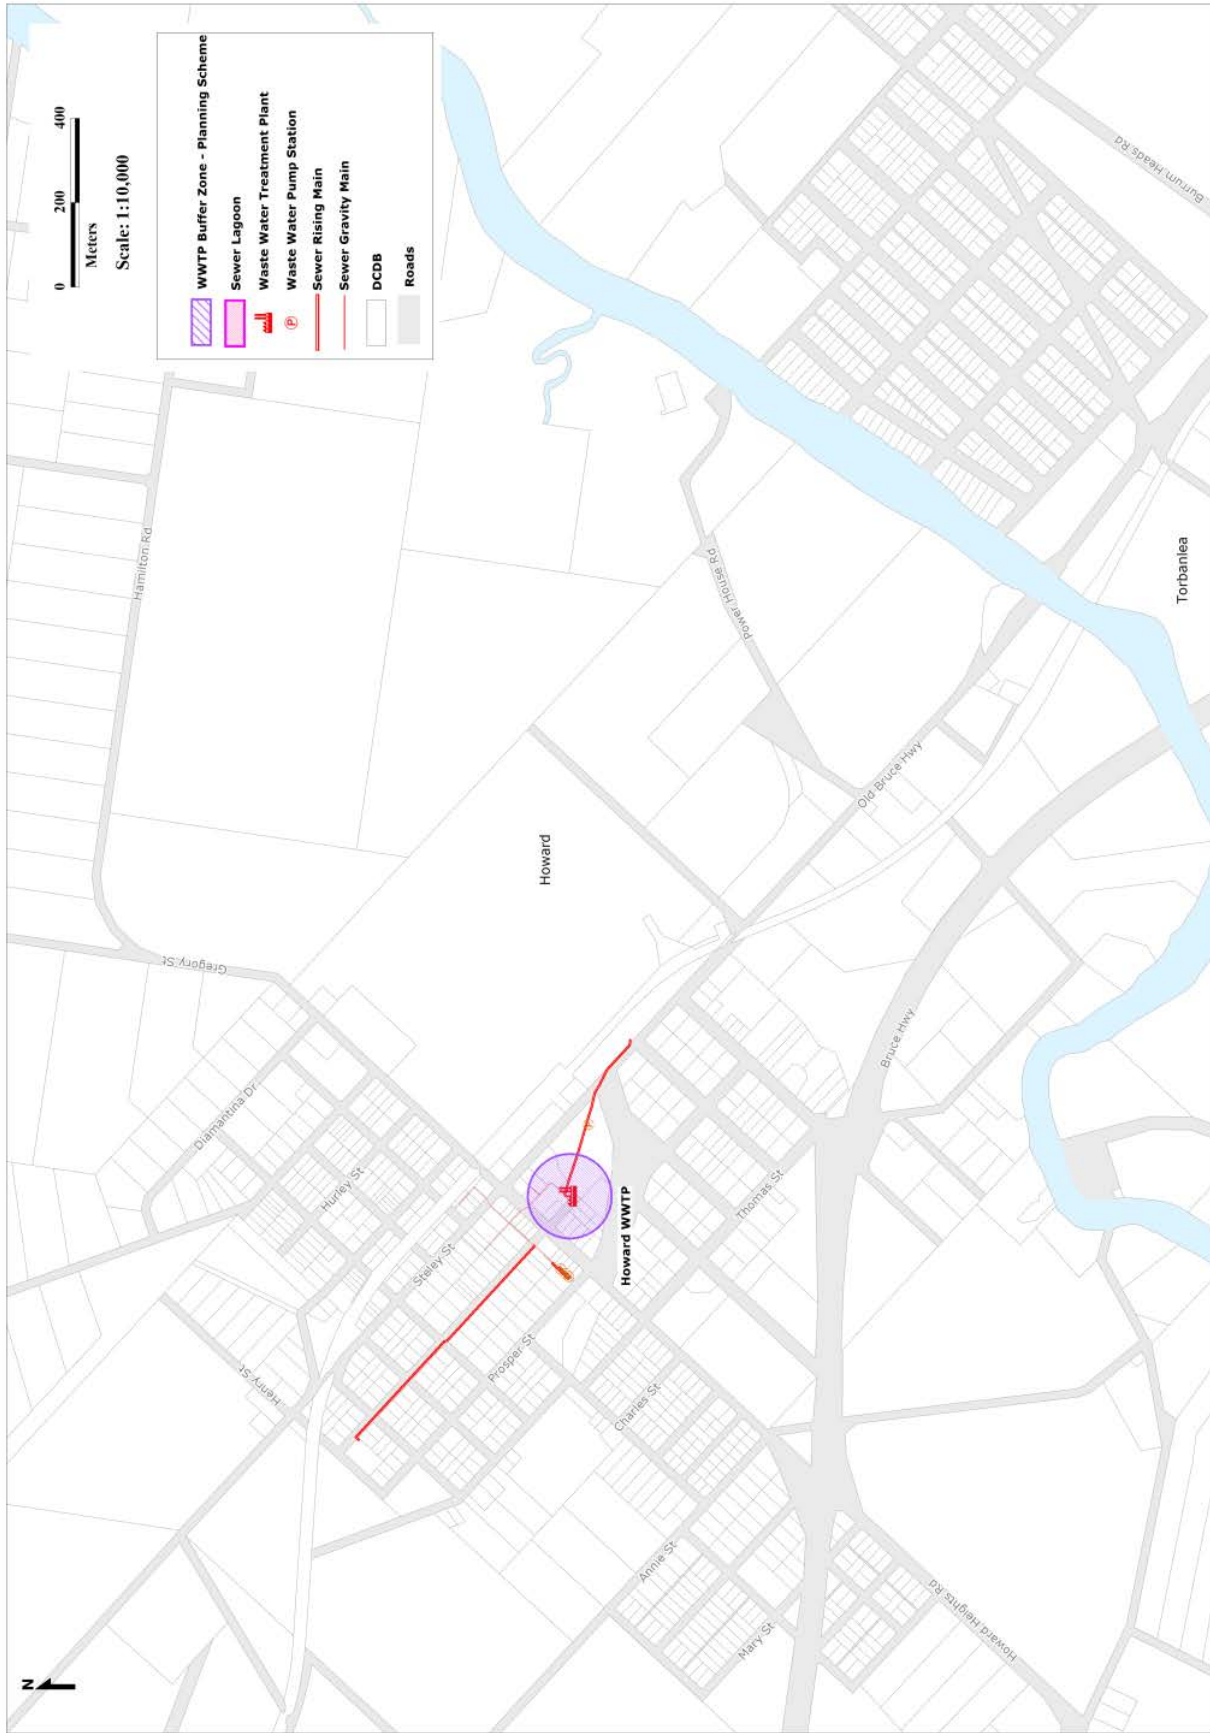 N
0 200 400
Meters
Scale: 1:10,000
WWTP Buffer Zone - Planning Scheme
Sewer Lagoon
Waste Water Treatment Plant
P
Waste Water Pump Station
Sewer Rising Main
Sewer Gravity Main
DCDB
Roads
Hamilton Rd
Gregory St
Diamantina Dr
Hurley St
Steley St
Henry St
Prosper St
Charles St
Annie St
Mary St
Howard Heights Rd
Thomas St
Howard WWTP
Howard
Bruce Hwy
Old Bruce Hwy
Power House Rd
Torbanlea
Burrum Heads Rd